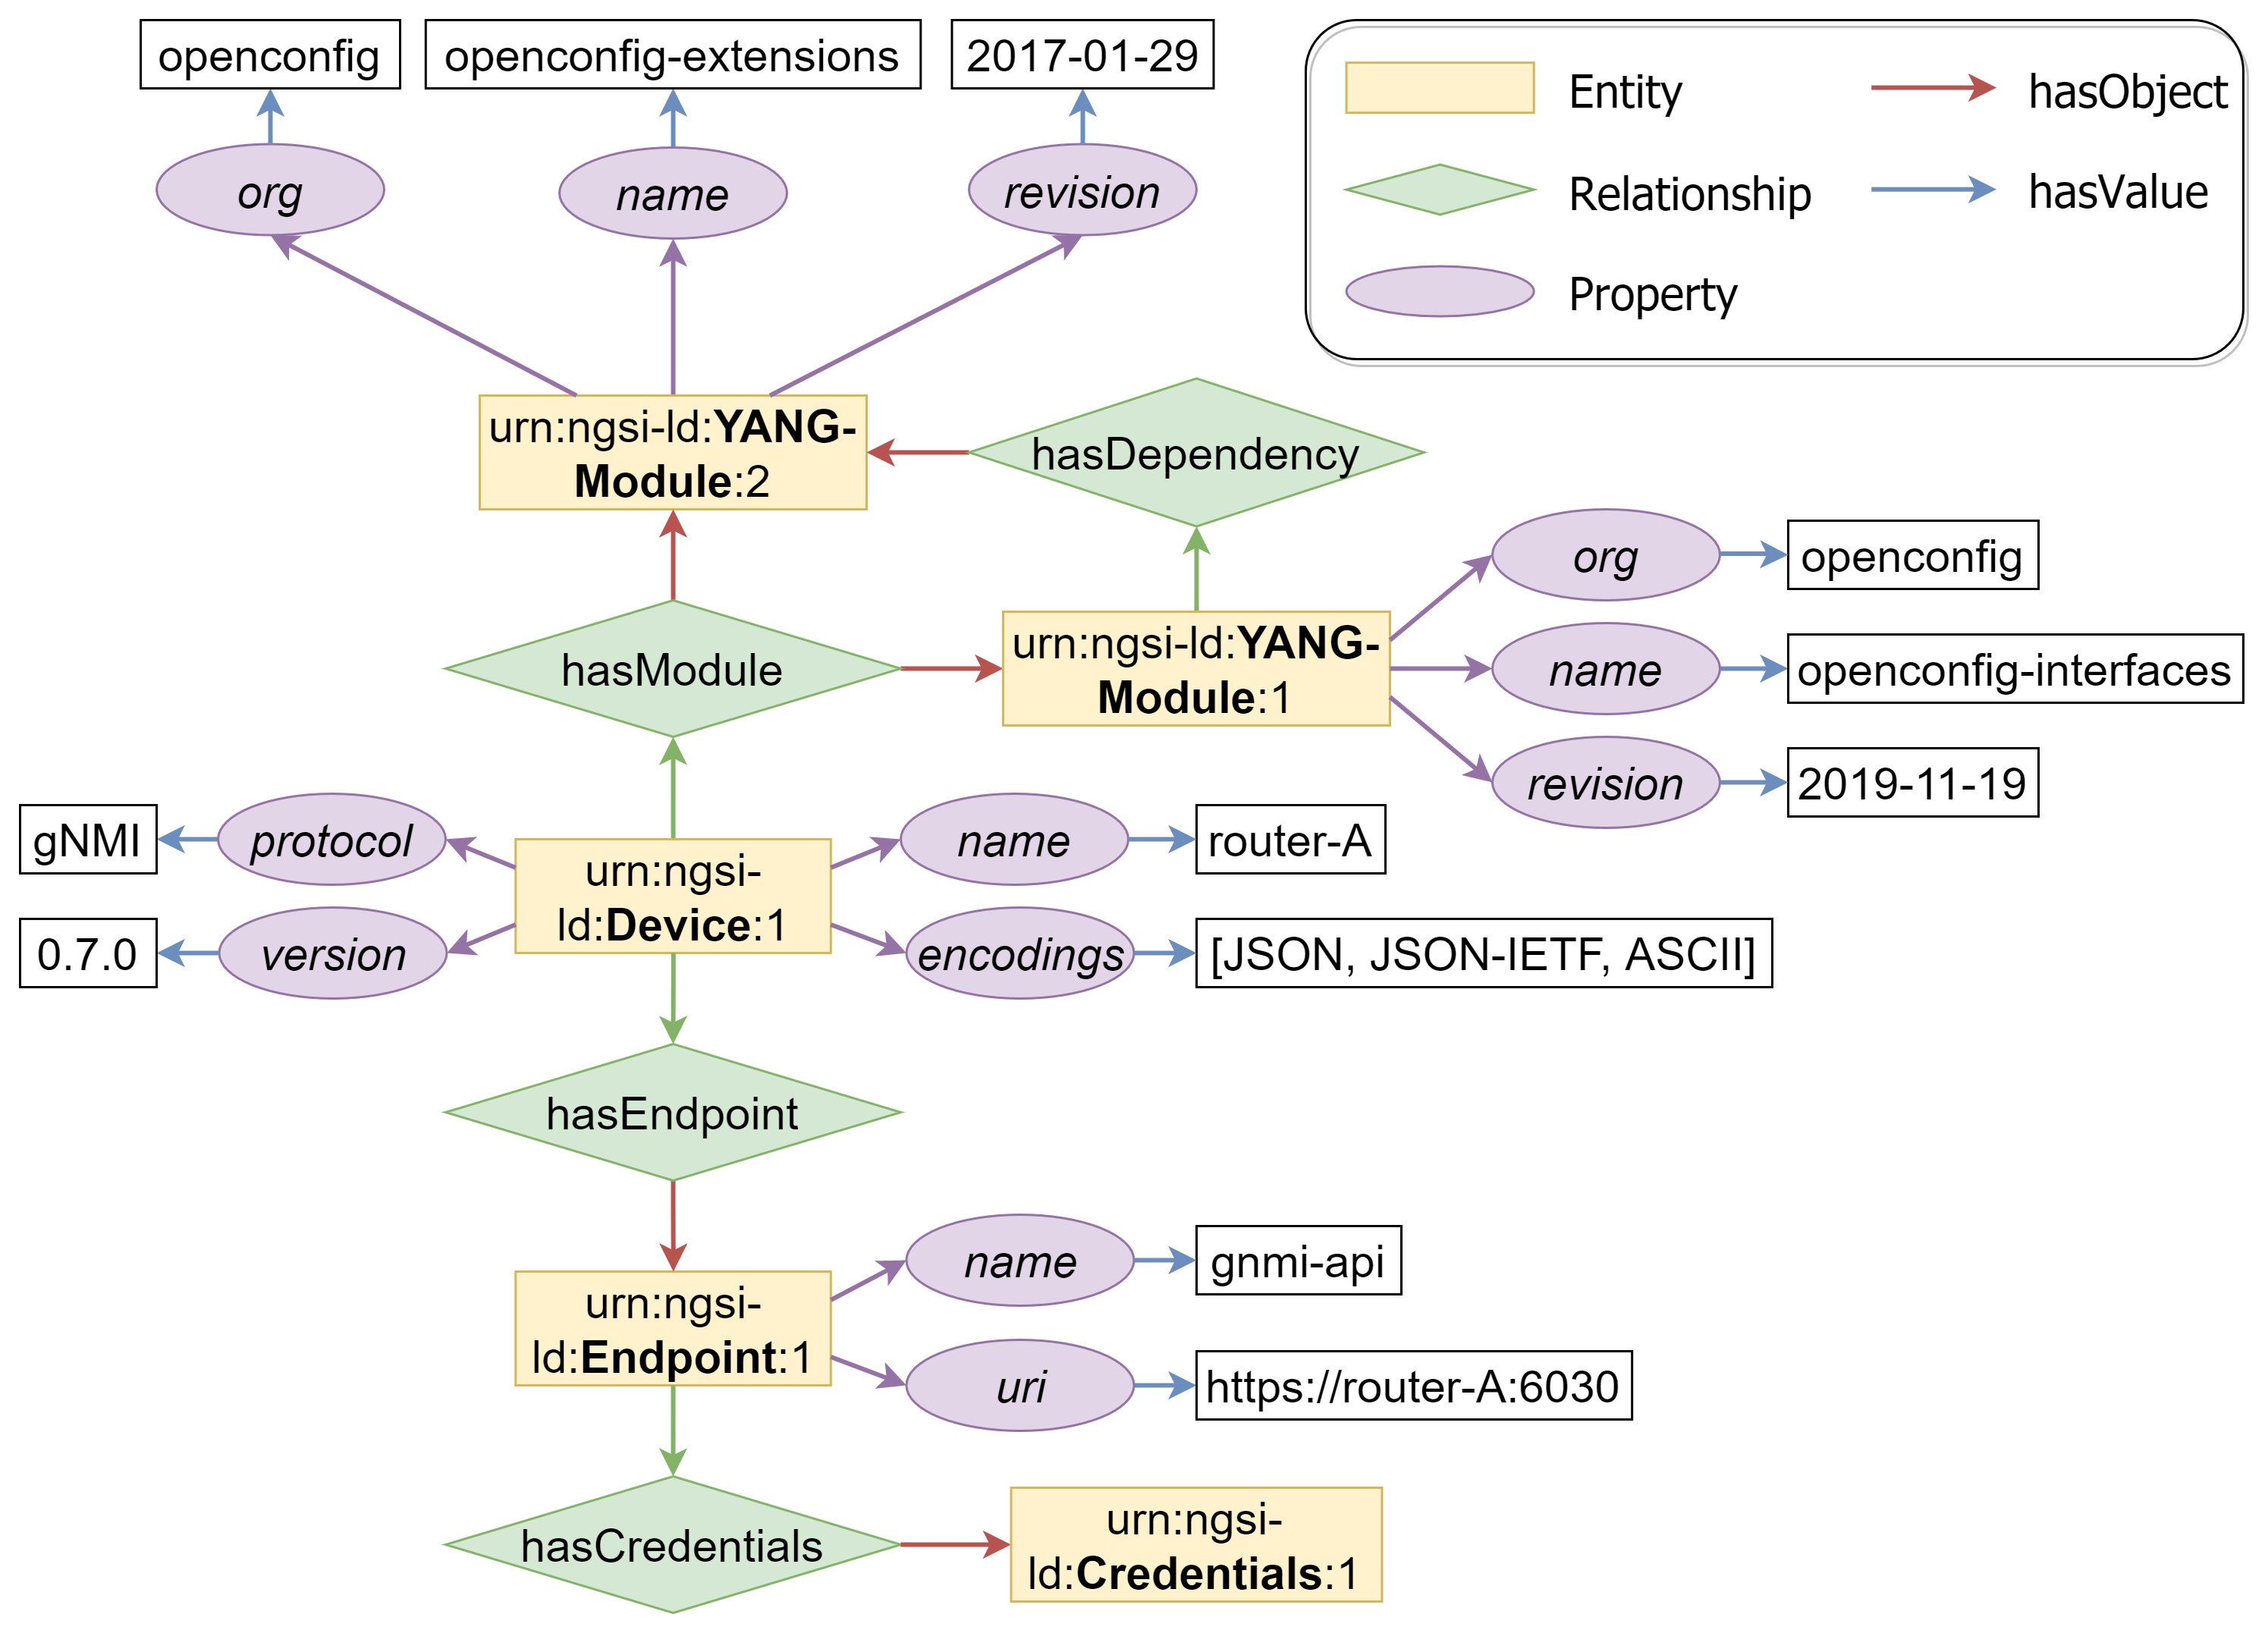 openconfig
openconfig-extensions
2017-01-29
org
name
revision
Entity
hasObject
Relationship
hasValue
Property
urn:ngsi-ld:YANG-
Module:2
hasDependency
hasModule
urn:ngsi-ld:YANG-
Module:1
org
openconfig
name
openconfig-interfaces
revision
2019-11-19
gNMI
protocol
version
0.7.0
urn:ngsi-
ld:Device:1
name
router-A
encodings
[JSON, JSON-IETF, ASCII]
hasEndpoint
urn:ngsi-
ld:Endpoint:1
name
gnmi-api
uri
https://router-A:6030
hasCredentials
urn:ngsi-
ld:Credentials:1